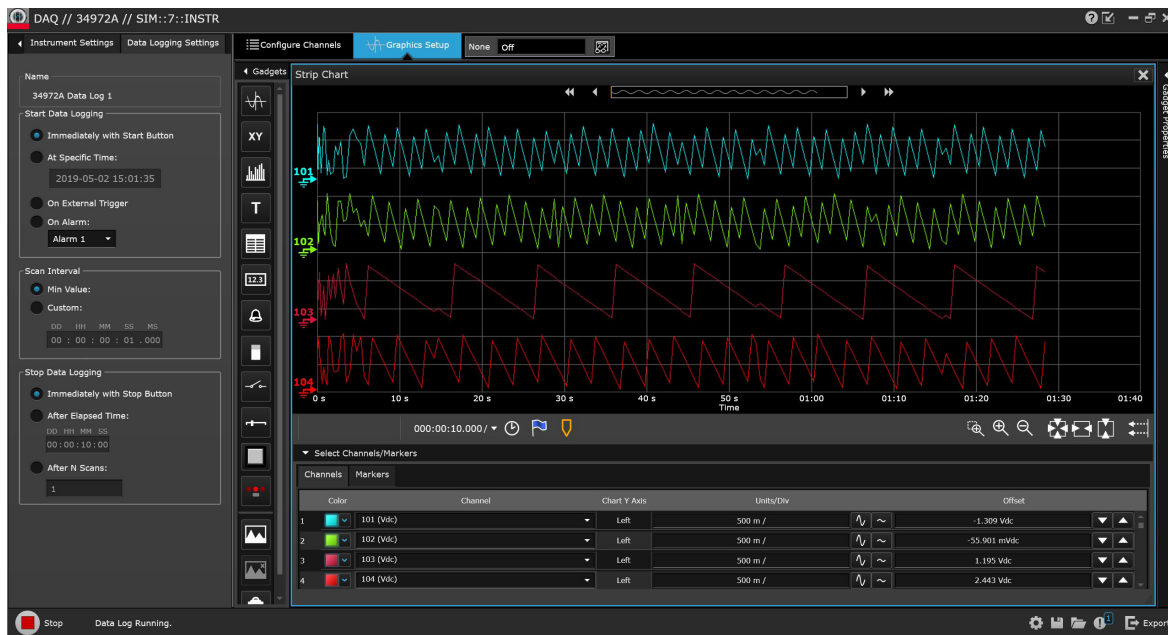 DAQ // 34972A // SIM::7::INSTR
Instrument Settings
Data Logging Settings
Configure Channels
Graphics Setup
None
Off
Name
34972A Data Log 1
Start Data Logging
Immediately with Start Button
At Specific Time:
2019-05-02 15:01:35
On External Trigger
On Alarm:
Alarm 1
Scan Interval
Min Value:
Custom:
DD HH MM SS MS
00 : 00 : 00 : 01 .000
Stop Data Logging
Immediately with Stop Button
After Elapsed Time:
DD HH MM SS
00:00:10:00
After N Scans:
1
Gadgets
XY
T
12.3
Strip Chart
Gadget Properties
101
102
103
104
0 s 10 s 20 s 30 s 40 s 50 s 01:00 01:10 01:20 01:30 01:40
Time
000:00:10.000/
Select Channels/Markers
Channels Markers
Color Channel Chart Y Axis Units/Div Offset
1 101 (Vdc) Left 500 m / -1.309 Vdc
2 102 (Vdc) Left 500 m / -55.901 mVdc
3 103 (Vdc) Left 500 m / 1.195 Vdc
4 104 (Vdc) Left 500 m / 2.443 Vdc
Stop
Data Log Running.
1
Export